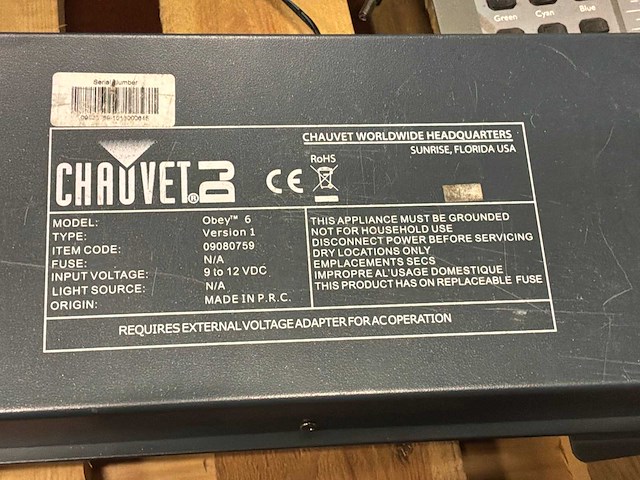 Green Cyan Blue
Serial Number
CHAUVET WORLDWIDE HEADQUARTERS
SUNRISE, FLORIDA USA
CHAUVET® DJ
CE
RoHS
MODEL: Obey™ 6
TYPE: Version 1
ITEM CODE: 09080759
FUSE: N/A
INPUT VOLTAGE: 9 to 12 VDC
LIGHT SOURCE: N/A
ORIGIN: MADE IN P.R.C.
THIS APPLIANCE MUST BE GROUNDED
NOT FOR HOUSEHOLD USE
DISCONNECT POWER BEFORE SERVICING
DRY LOCATIONS ONLY
EMPLACEMENTS SECS
IMPROPRE AL'USAGE DOMESTIQUE
THIS PRODUCT HAS ON REPLACEABLE FUSE
REQUIRES EXTERNAL VOLTAGE ADAPTER FOR AC OPERATION